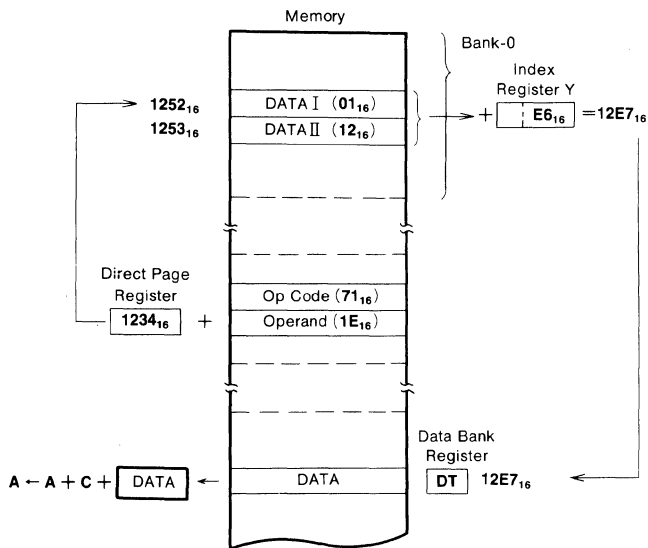 Memory
Bank-0
Index
Register Y
1252₁₆ DATA I (01₁₆) + E6₁₆ =12E7₁₆
1253₁₆ DATA II (12₁₆)
Direct Page
Register
Op Code (71₁₆)
1234₁₆ + Operand (1E₁₆)
Data Bank
Register
A ← A + C + DATA ← DATA DT 12E7₁₆